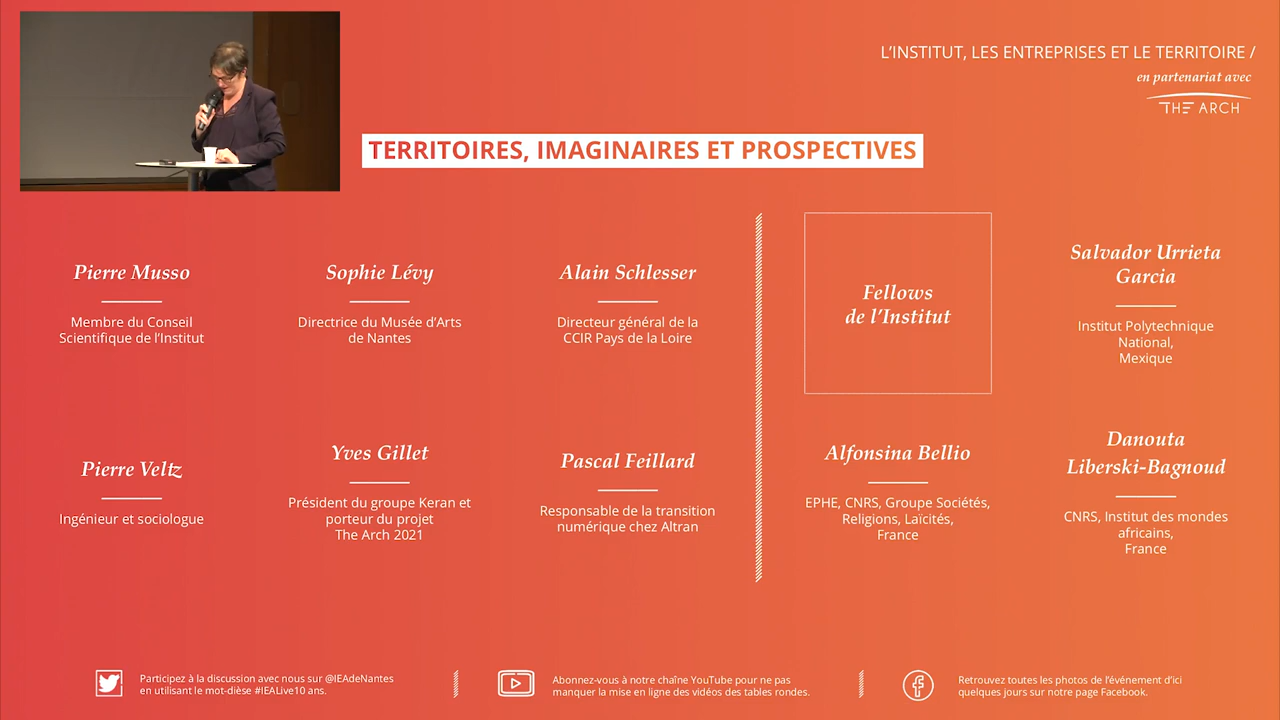 L'INSTITUT, LES ENTREPRISES ET LE TERRITOIRE /
en partenariat avec
THE ARCH
TERRITOIRES, IMAGINAIRES ET PROSPECTIVES
Pierre Musso
Membre du Conseil
Scientifique de l'Institut
Sophie Lévy
Directrice du Musée d'Arts
de Nantes
Alain Schlesser
Directeur général de la
CCIR Pays de la Loire
Fellows
de l'Institut
Salvador Urrieta
Garcia
Institut Polytechnique
National,
Mexique
Pierre Veltz
Ingénieur et sociologue
Yves Gillet
Président du groupe Keran et
porteur du projet
The Arch 2021
Pascal Feillard
Responsable de la transition
numérique chez Altran
Alfonsina Bellio
EPHE, CNRS, Groupe Sociétés,
Religions, Laïcités,
France
Danouta
Liberski-Bagnoud
CNRS, Institut des mondes
africains,
France
Participez à la discussion avec nous sur @IEAdeNantes
en utilisant le mot-dièse #IEALive10 ans.
Abonnez-vous à notre chaîne YouTube pour ne pas
manquer la mise en ligne des vidéos des tables rondes.
Retrouvez toutes les photos de l'événement d'ici
quelques jours sur notre page Facebook.